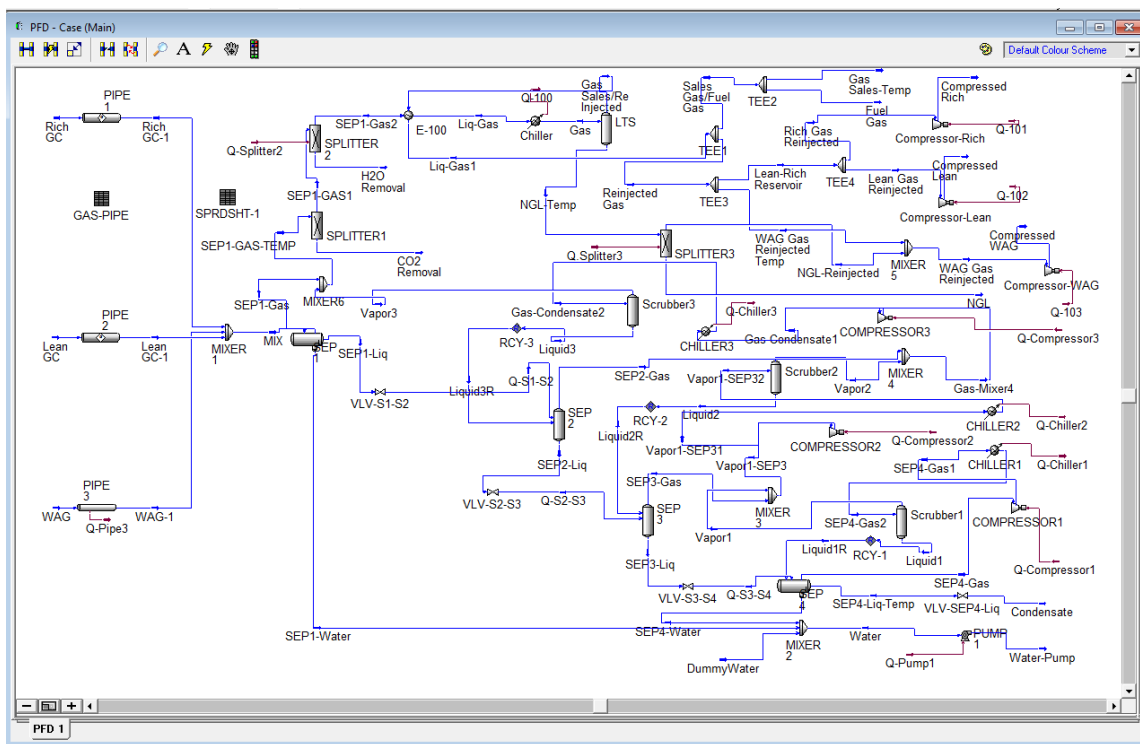 PFD - Case (Main)
A
Default Colour Scheme
PIPE
1
Rich
GC
Rich
GC-1
GAS-PIPE
SPRDSHT-1
Q-Splitter2
SEP1-Gas2
SPLITTER
2
H2O
Removal
SEP1-GAS1
SPLITTER1
SEP1-GAS-TEMP
CO2
Removal
MIXER6
SEP1-Gas
Vapor3
E-100
Liq-Gas
Liq-Gas1
Q-100
Chiller
Gas
Gas
Sales/Re
Injected
LTS
NGL-Temp
Sales
Gas/Fuel
Gas
TEE1
TEE2
Gas
Sales-Temp
Fuel
Gas
Compressed
Rich
Q-101
Compressor-Rich
Rich Gas
Reinjected
Reinjected
Gas
TEE3
Lean-Rich
Reservoir
TEE4
Lean Gas
Reinjected
Compressed
Lean
Q-102
Compressor-Lean
Q.Splitter3
SPLITTER3
WAG Gas
Reinjected
Temp
NGL-Reinjected
MIXER
5
WAG Gas
Reinjected
Compressed
WAG
Compressor-WAG
Q-103
NGL
PIPE
2
Lean
GC
Lean
GC-1
MIXER
1
MIX
SEP
1
SEP1-Liq
VLV-S1-S2
Gas-Condensate2
Scrubber3
RCY-3
Liquid3
Liquid3R
Q-S1-S2
Q-Chiller3
CHILLER3
Gas-Condensate1
COMPRESSOR3
Q-Compressor3
SEP2-Gas
Vapor1-SEP32
Scrubber2
Vapor2
MIXER
4
Gas-Mixer4
SEP
2
SEP2-Liq
RCY-2
Liquid2
Liquid2R
Vapor1-SEP31
CHILLER2
Q-Chiller2
COMPRESSOR2
Q-Compressor2
Vapor1-SEP3
SEP4-Gas1
CHILLER1
Q-Chiller1
PIPE
3
WAG
Q-Pipe3
WAG-1
VLV-S2-S3
Q-S2-S3
SEP3-Gas
SEP
3
Vapor1
MIXER
3
SEP4-Gas2
Scrubber1
COMPRESSOR1
Liquid1R
RCY-1
Liquid1
Q-Compressor1
SEP3-Liq
VLV-S3-S4
Q-S3-S4
SEP
4
SEP4-Gas
SEP4-Liq-Temp
VLV-SEP4-Liq
Condensate
SEP1-Water
SEP4-Water
MIXER
2
Water
PUMP
1
DummyWater
Q-Pump1
Water-Pump
PFD 1